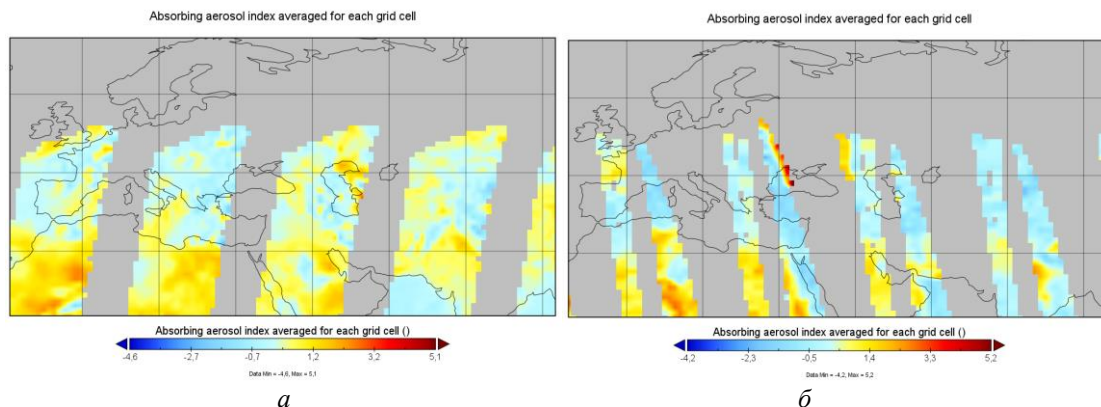 Absorbing aerosol index averaged for each grid cell
Absorbing aerosol index averaged for each grid cell ()
-4,6 -2,7 -0,7 1,2 3,2 5,1
Data Min = -4,6, Max = 5,1
а
Absorbing aerosol index averaged for each grid cell
Absorbing aerosol index averaged for each grid cell ()
-4,2 -2,3 -0,5 1,4 3,3 5,2
Data Min = -4,2, Max = 5,2
б